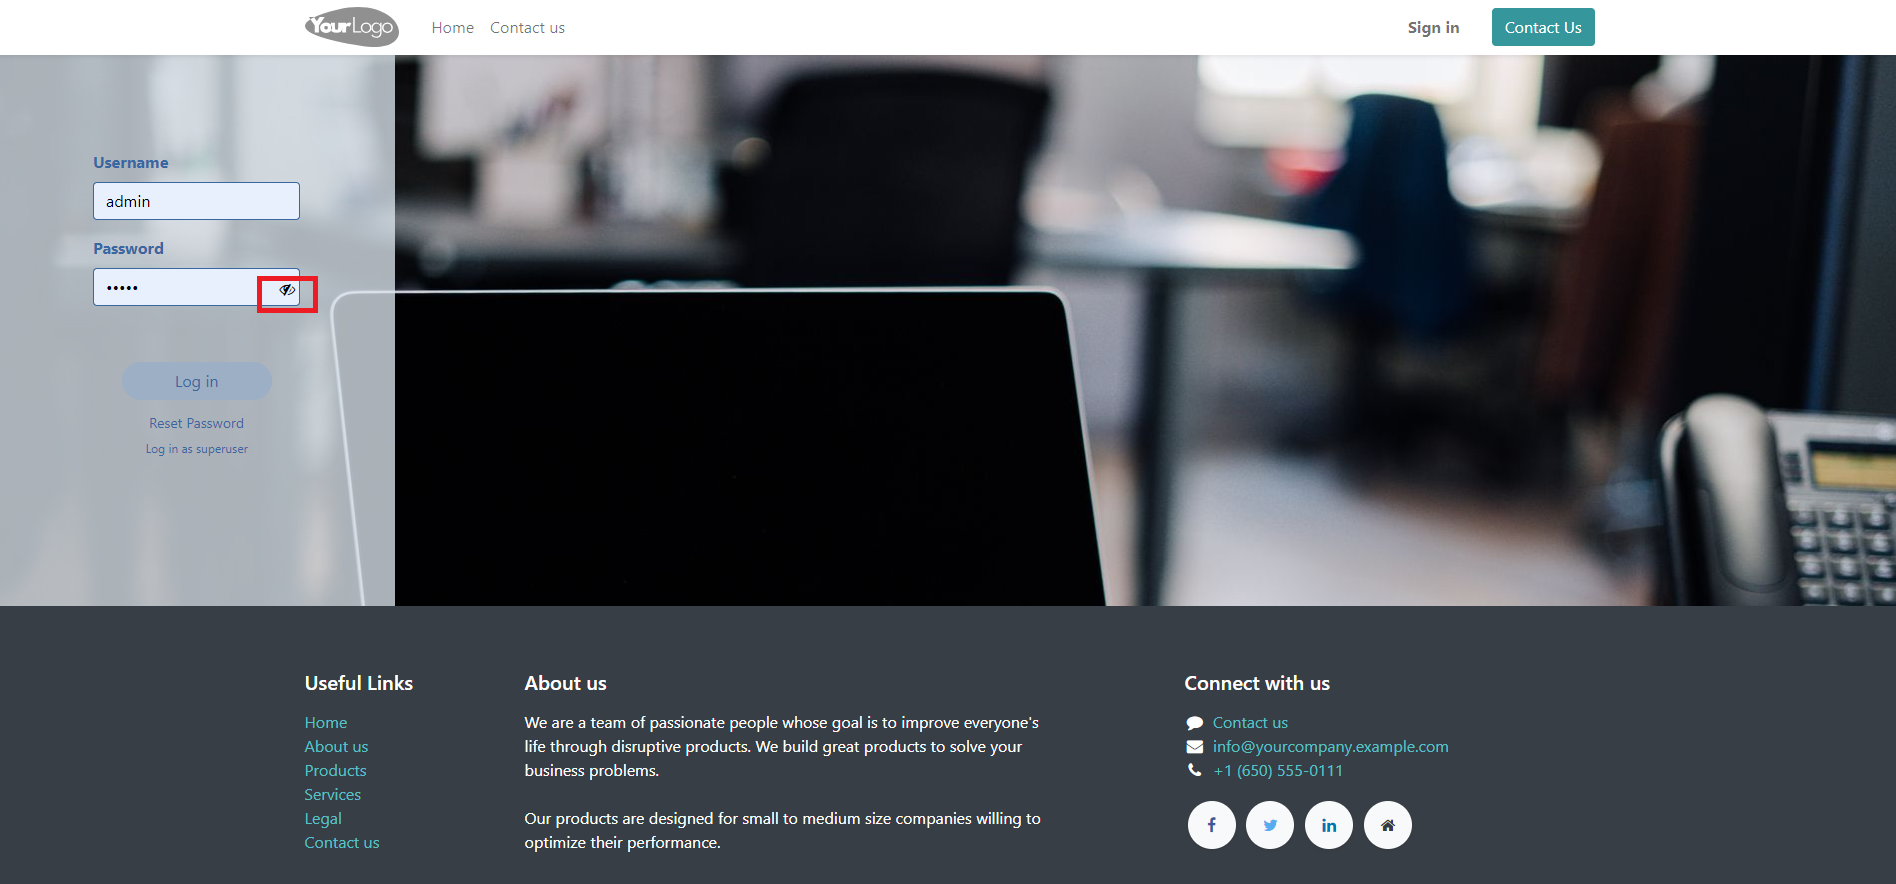 YourLogo
Home
Contact us
Sign in
Contact Us
Username
admin
Password
•••••
Log in
Reset Password
Log in as superuser
Useful Links
Home
About us
Products
Services
Legal
Contact us
About us
We are a team of passionate people whose goal is to improve everyone's
life through disruptive products. We build great products to solve your
business problems.
Our products are designed for small to medium size companies willing to
optimize their performance.
Connect with us
Contact us
info@yourcompany.example.com
+1 (650) 555-0111